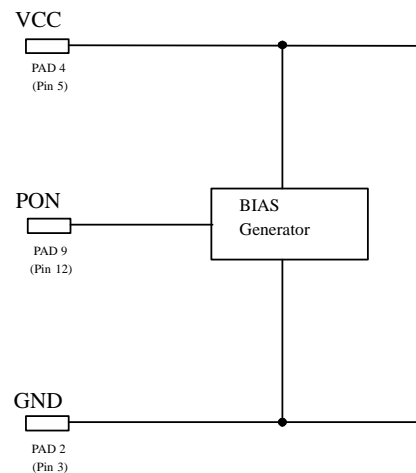 VCC
PAD 4
(Pin 5)
PON
PAD 9
(Pin 12)
BIAS
Generator
GND
PAD 2
(Pin 3)